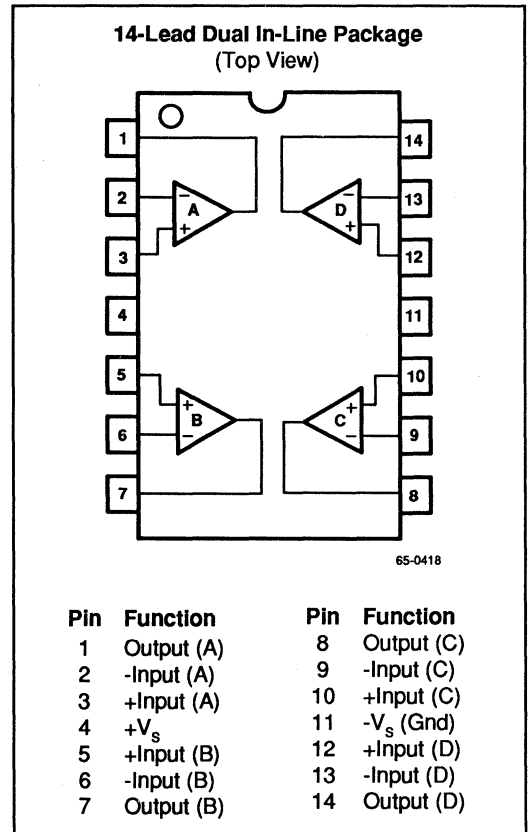 14-Lead Dual In-Line Package
(Top View)
1
14
2
− A
− D
13
3
+
+
12
4
11
5
10
+ B
+ C
6
−
−
9
7
8
65-0418
Pin Function
1 Output (A)
2 -Input (A)
3 +Input (A)
4 +Vs
5 +Input (B)
6 -Input (B)
7 Output (B)
Pin Function
8 Output (C)
9 -Input (C)
10 +Input (C)
11 -Vs (Gnd)
12 +Input (D)
13 -Input (D)
14 Output (D)